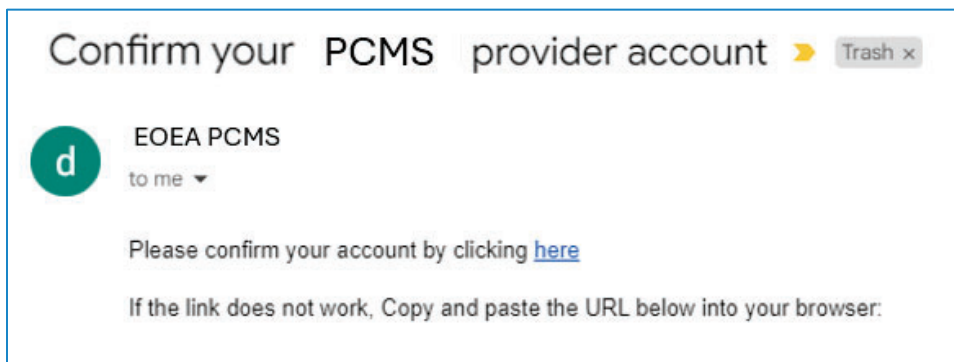 Confirm your PCMS provider account Trash ×
d
EOEA PCMS
to me
Please confirm your account by clicking here
If the link does not work, Copy and paste the URL below into your browser: